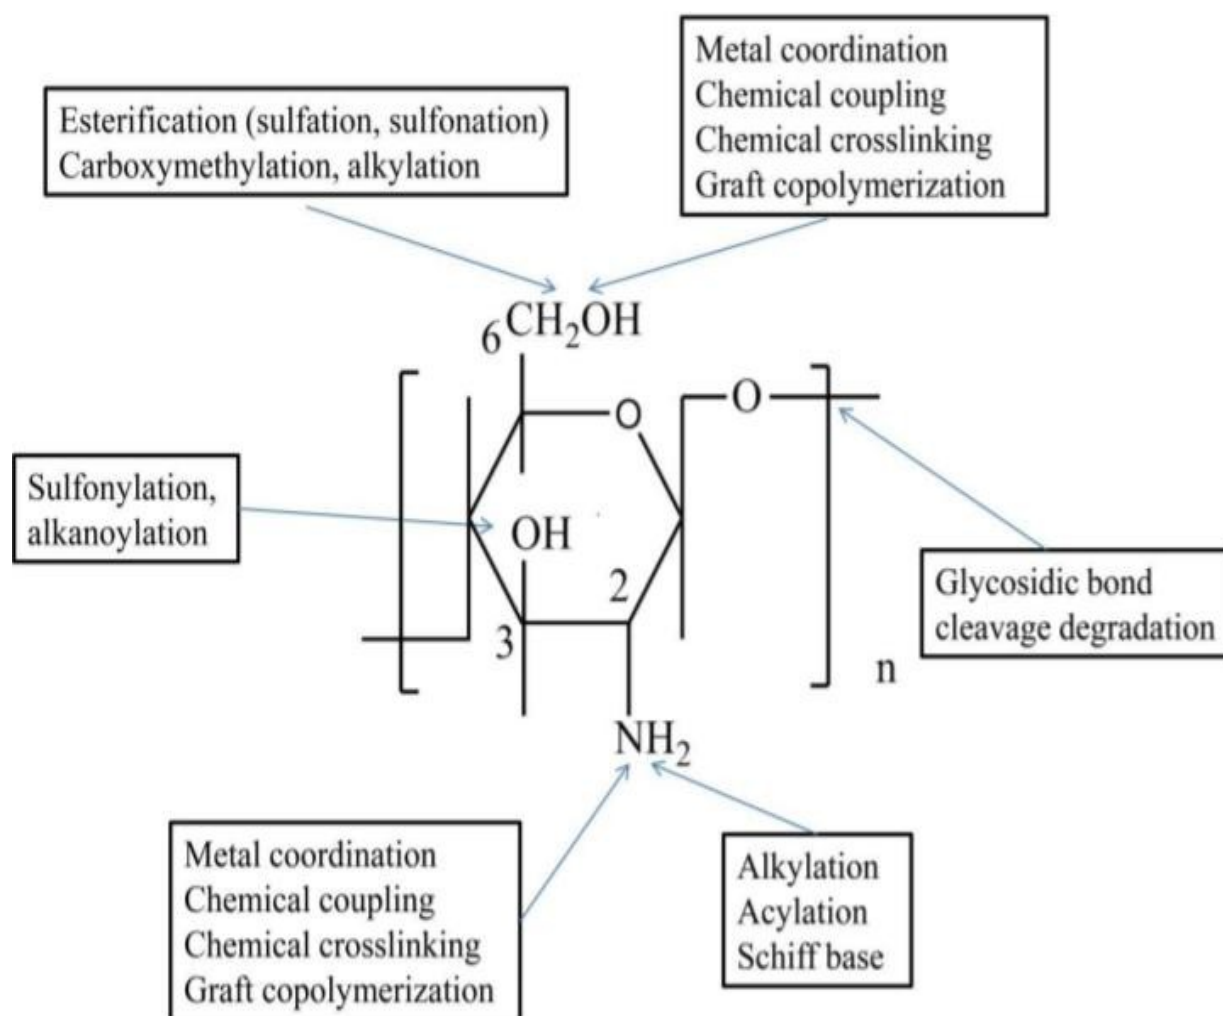 Metal coordination
Chemical coupling
Chemical crosslinking
Graft copolymerization
Esterification (sulfation, sulfonation)
Carboxymethylation, alkylation
6 CH₂OH
O
O
Sulfonylation,
alkanoylation
OH
2
3
Glycosidic bond
cleavage degradation
n
NH₂
Metal coordination
Chemical coupling
Chemical crosslinking
Graft copolymerization
Alkylation
Acylation
Schiff base